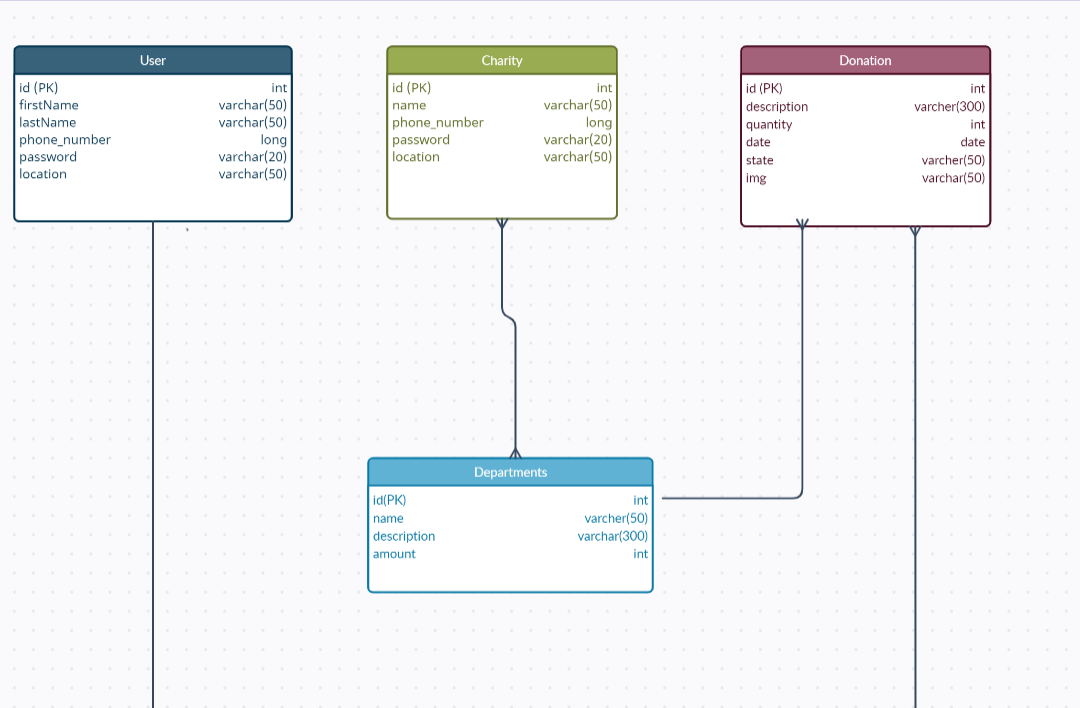 User
id (PK) int
firstName varchar(50)
lastName varchar(50)
phone_number long
password varchar(20)
location varchar(50)
Charity
id (PK) int
name varchar(50)
phone_number long
password varchar(20)
location varchar(50)
Donation
id (PK) int
description varcher(300)
quantity int
date date
state varcher(50)
img varchar(50)
Departments
id(PK) int
name varcher(50)
description varchar(300)
amount int